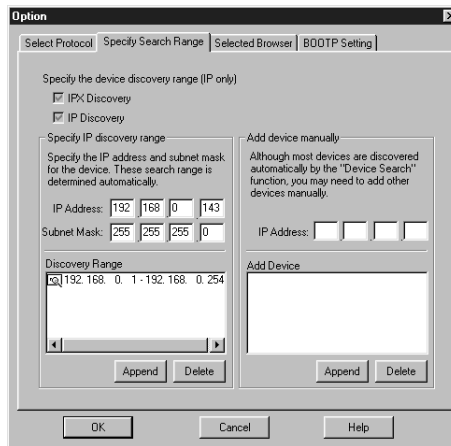 Option
Select Protocol Specify Search Range Selected Browser BOOTP Setting
Specify the device discovery range (IP only)
IPX Discovery
IP Discovery
Specify IP discovery range
Specify the IP address and subnet mask
for the device. These search range is
determined automatically.
IP Address: 192 .168 .0 .143
Subnet Mask: 255 .255 .255 .0
Discovery Range
192. 168. 0. 1 - 192. 168. 0. 254
Append Delete
Add device manually
Although most devices are discovered
automatically by the "Device Search"
function, you may need to add other
devices manually.
IP Address: . . .
Add Device
Append Delete
OK Cancel Help